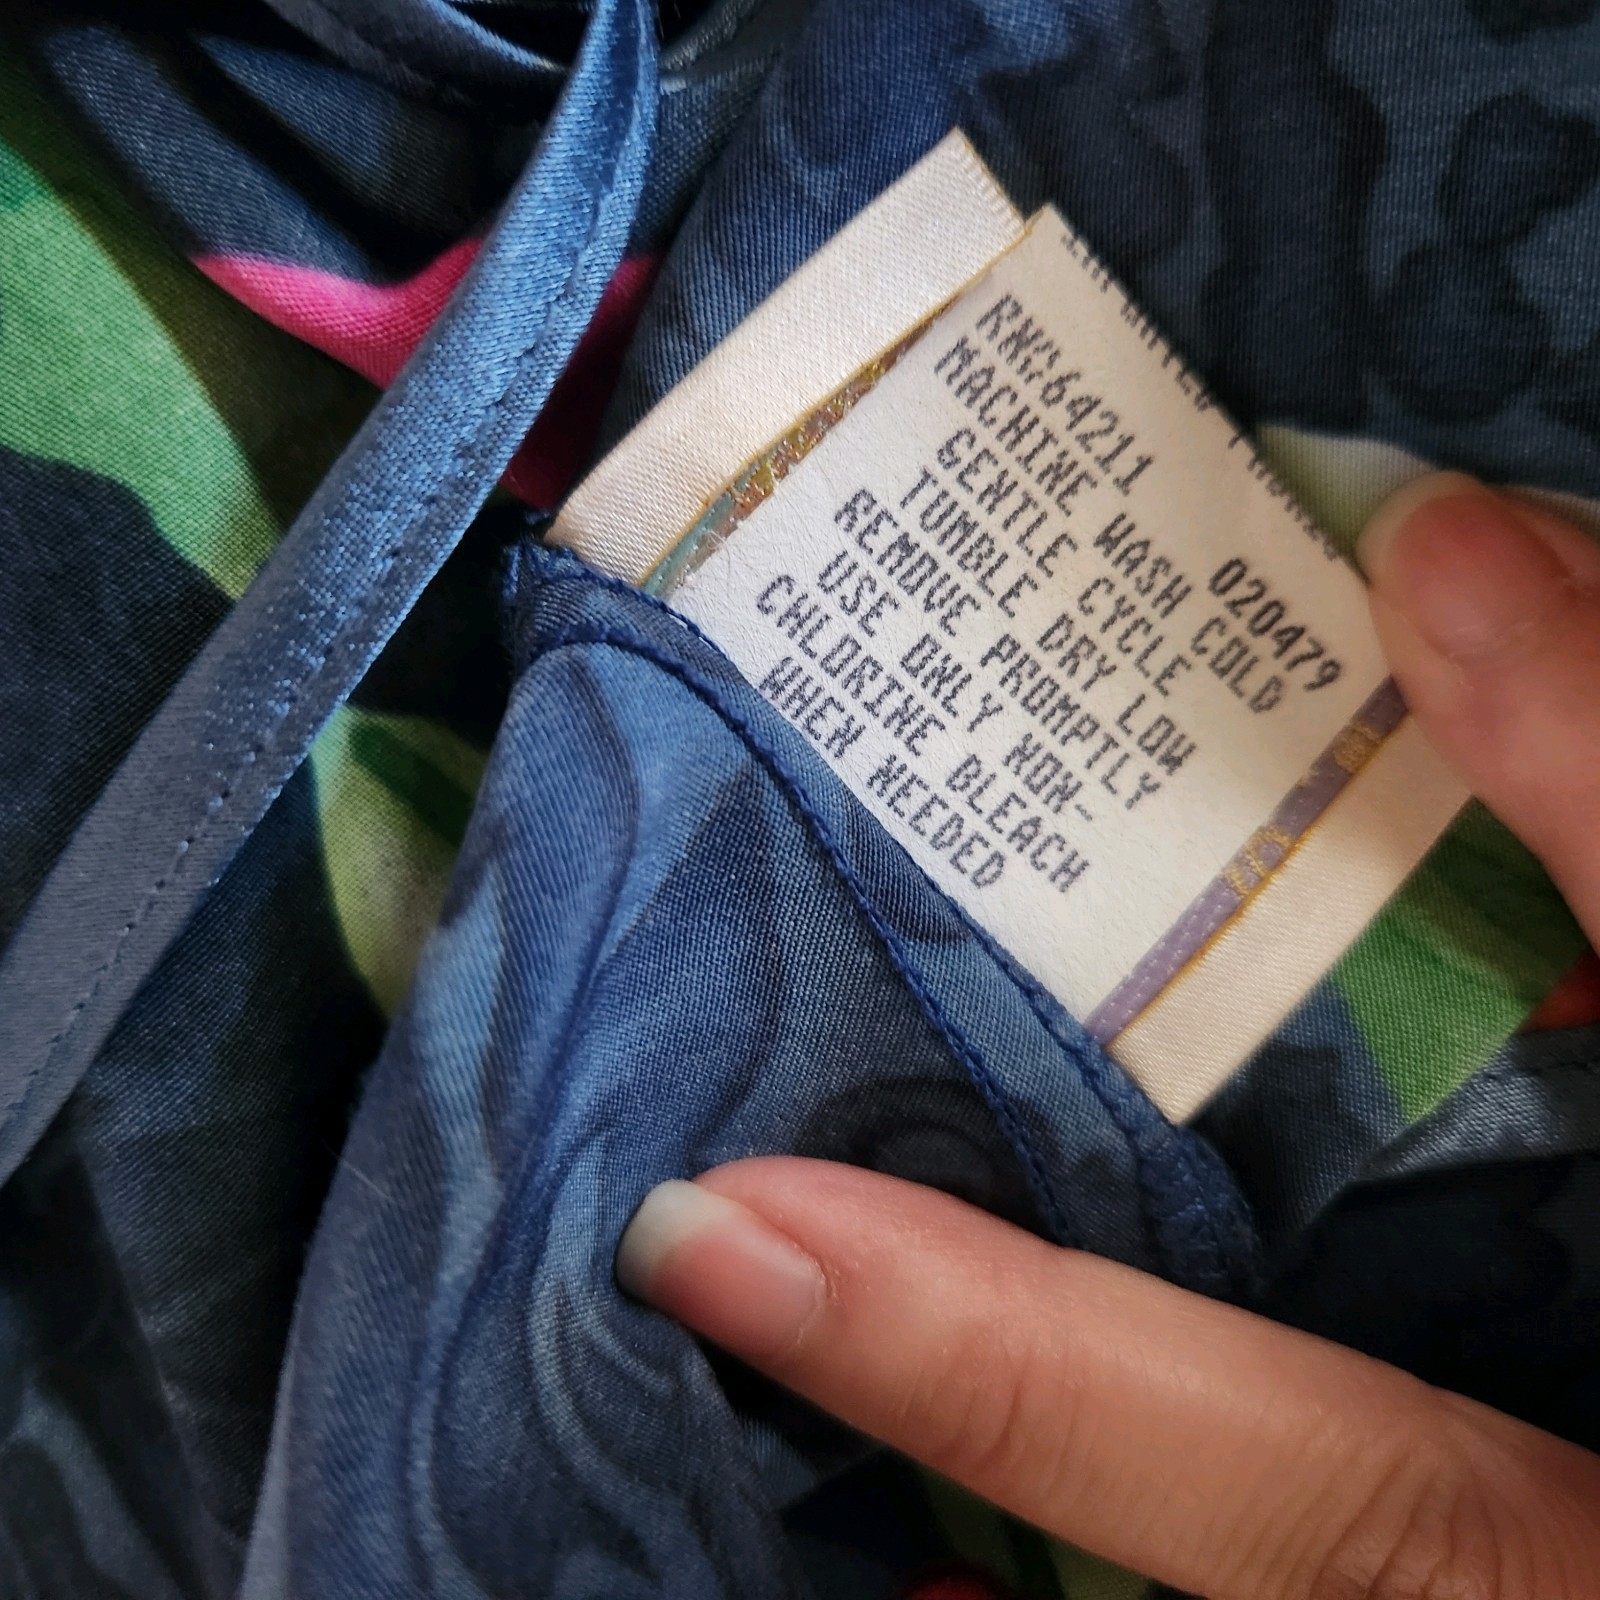 RN 64211 020479
MACHINE WASH COLD
GENTLE CYCLE
TUMBLE DRY LOW
REMOVE PROMPTLY
USE ONLY NON-
CHLORINE BLEACH
WHEN NEEDED